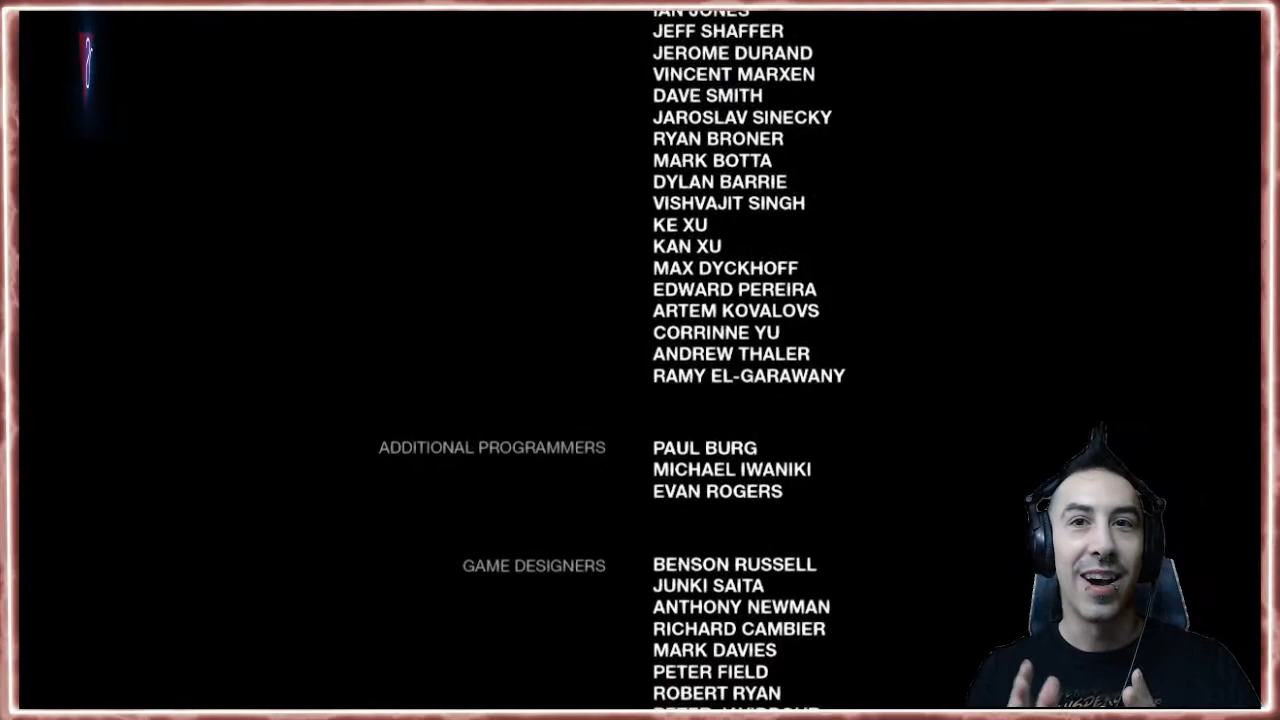 IAN JONES
JEFF SHAFFER
JEROME DURAND
VINCENT MARXEN
DAVE SMITH
JAROSLAV SINECKY
RYAN BRONER
MARK BOTTA
DYLAN BARRIE
VISHVAJIT SINGH
KE XU
KAN XU
MAX DYCKHOFF
EDWARD PEREIRA
ARTEM KOVALOVS
CORRINNE YU
ANDREW THALER
RAMY EL-GARAWANY
ADDITIONAL PROGRAMMERS PAUL BURG
MICHAEL IWANIKI
EVAN ROGERS
GAME DESIGNERS BENSON RUSSELL
JUNKI SAITA
ANTHONY NEWMAN
RICHARD CAMBIER
MARK DAVIES
PETER FIELD
ROBERT RYAN